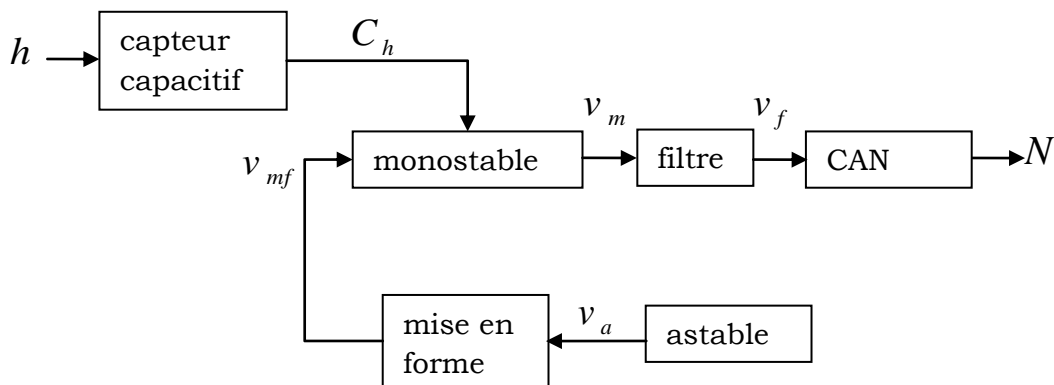 h
capteur
capacitif
C_h
v_m
v_f
v_mf
monostable
filtre
CAN
N
mise en
forme
v_a
astable